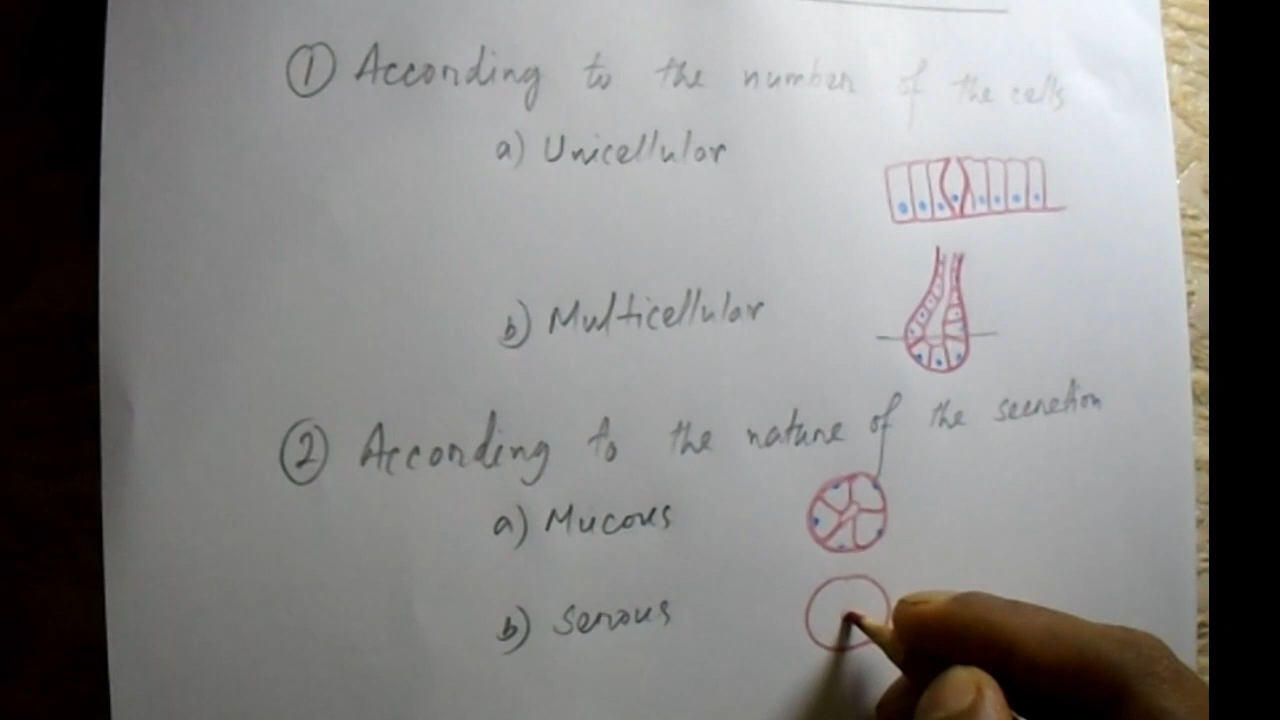 ① According to the number of the cells
a) Unicellular
b) Multicellular
② According to the nature of the secretion
a) Mucous
b) Serous